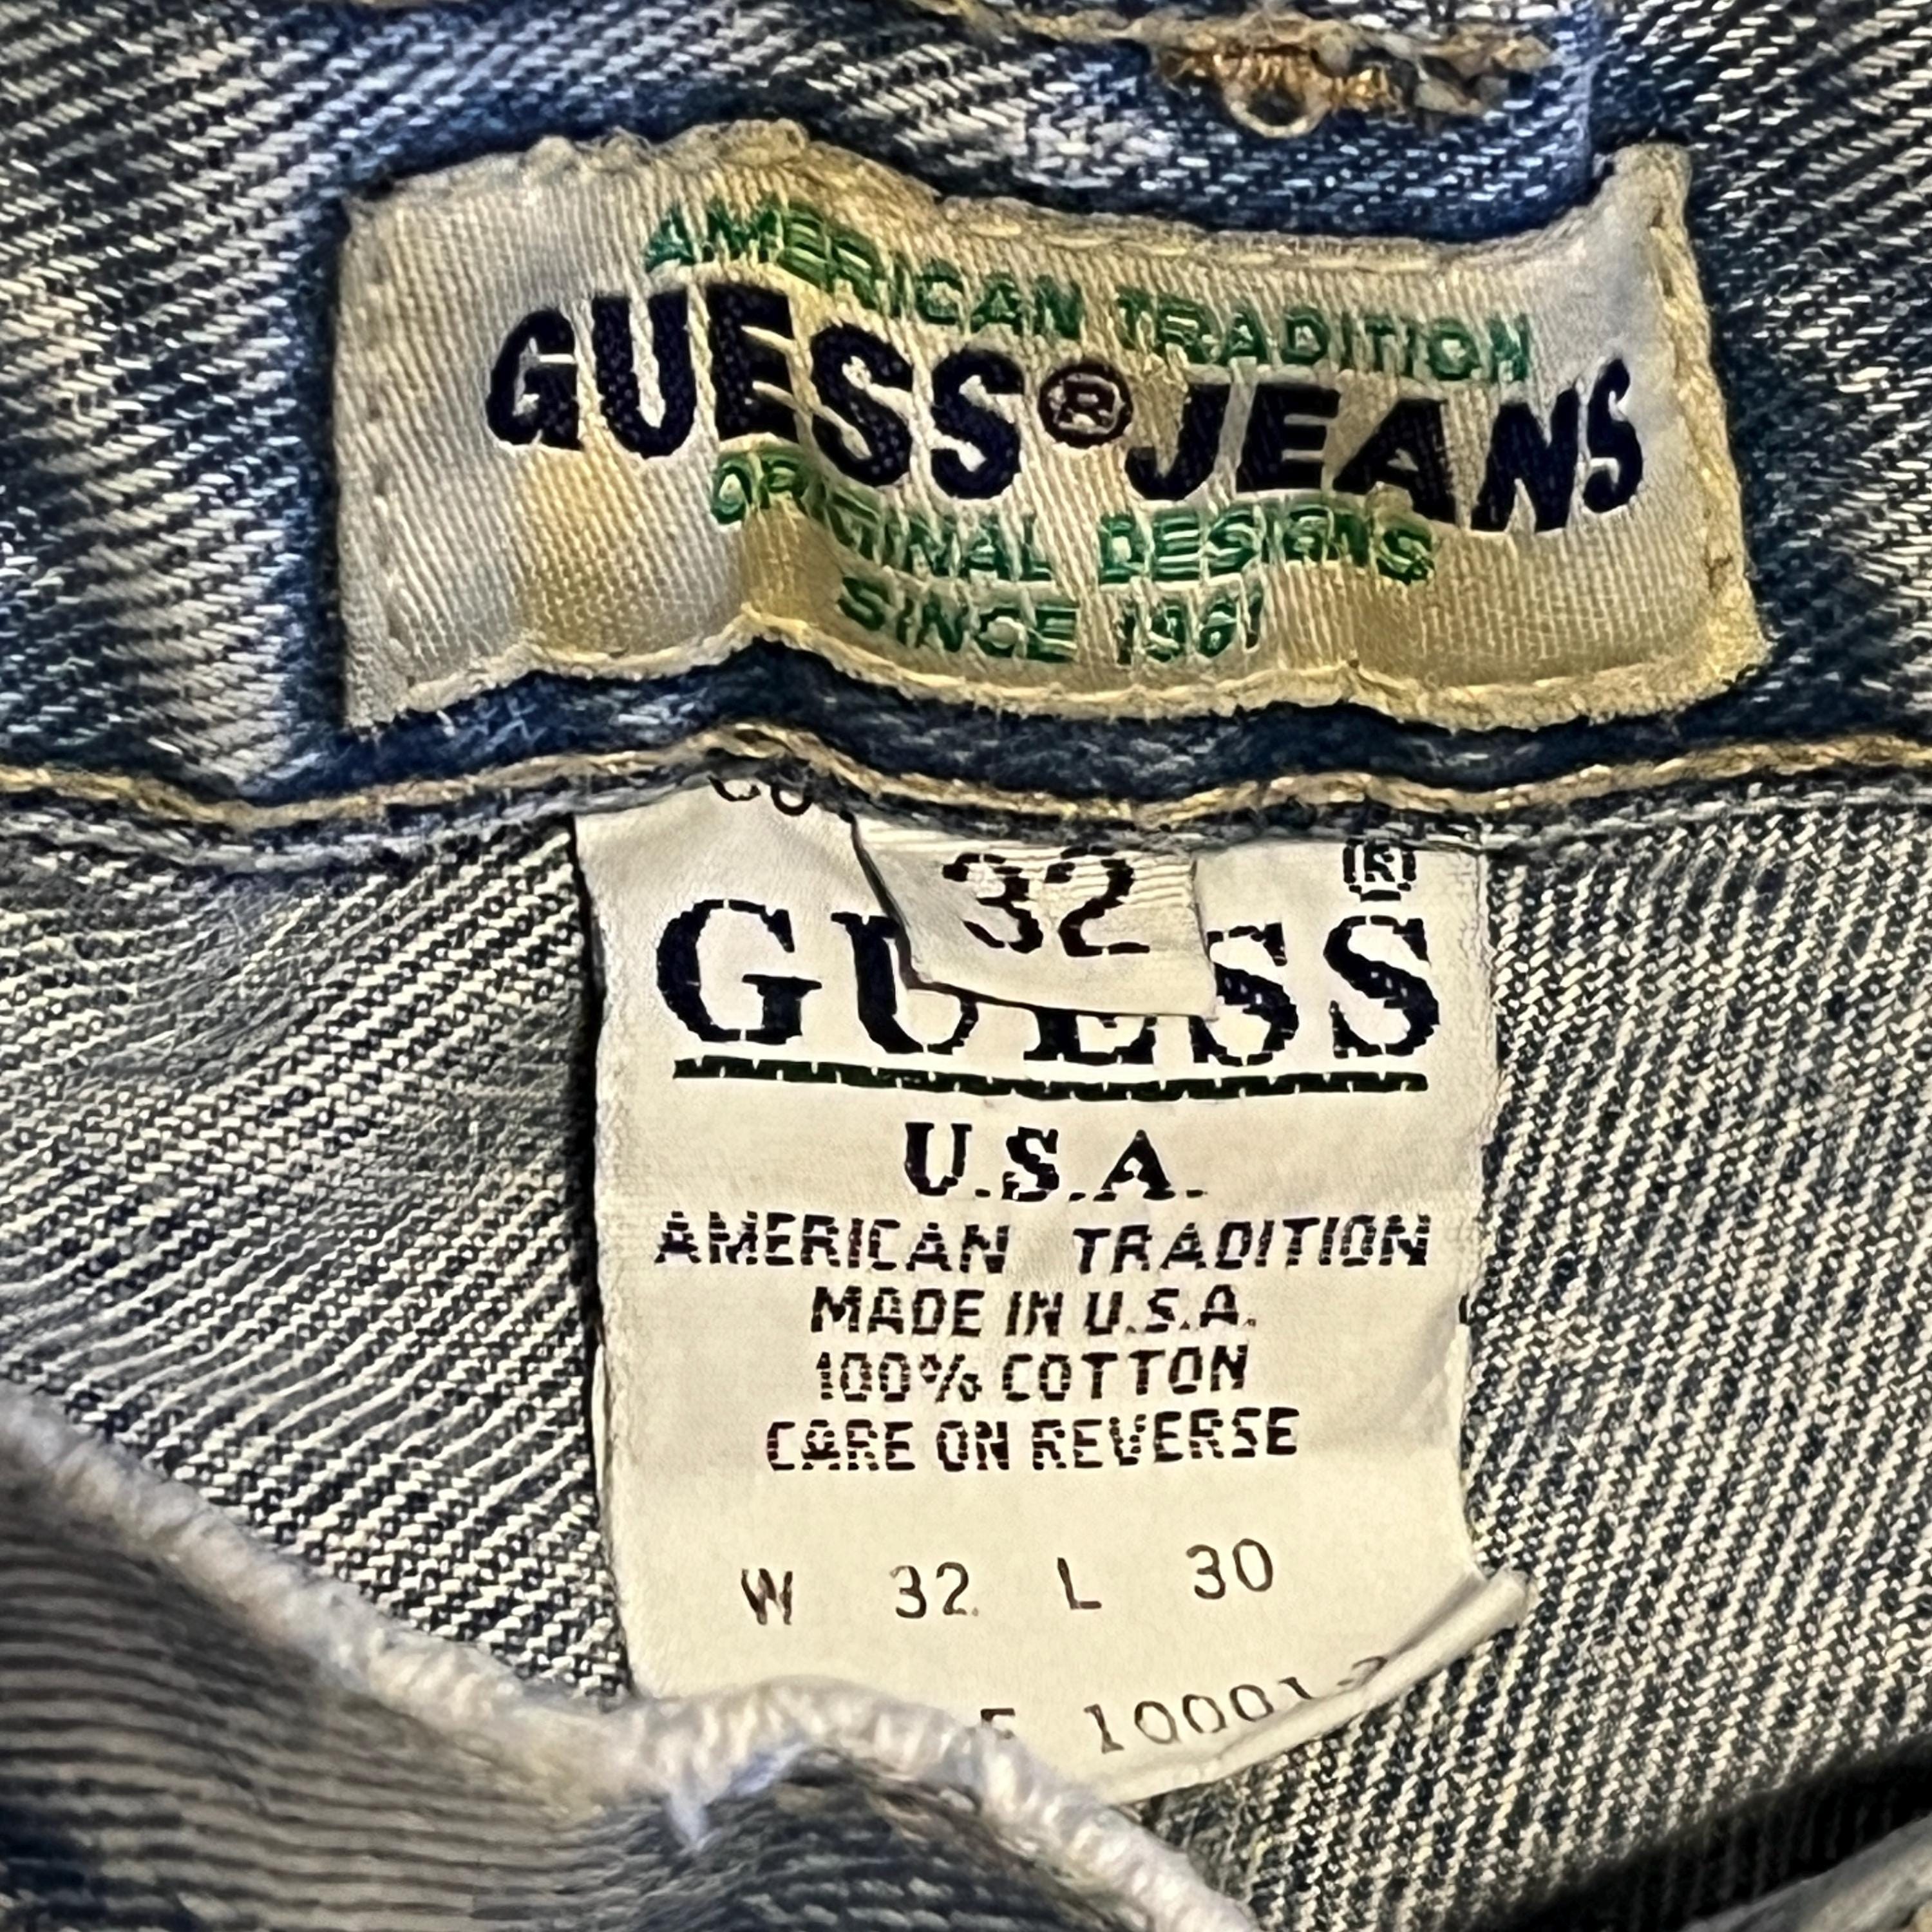 AMERICAN TRADITION
GUESS® JEANS
ORIGINAL DESIGNS
SINCE 1981
32
®
GUESS
U.S.A.
AMERICAN TRADITION
MADE IN U.S.A.
100% COTTON
CARE ON REVERSE
W 32 L 30